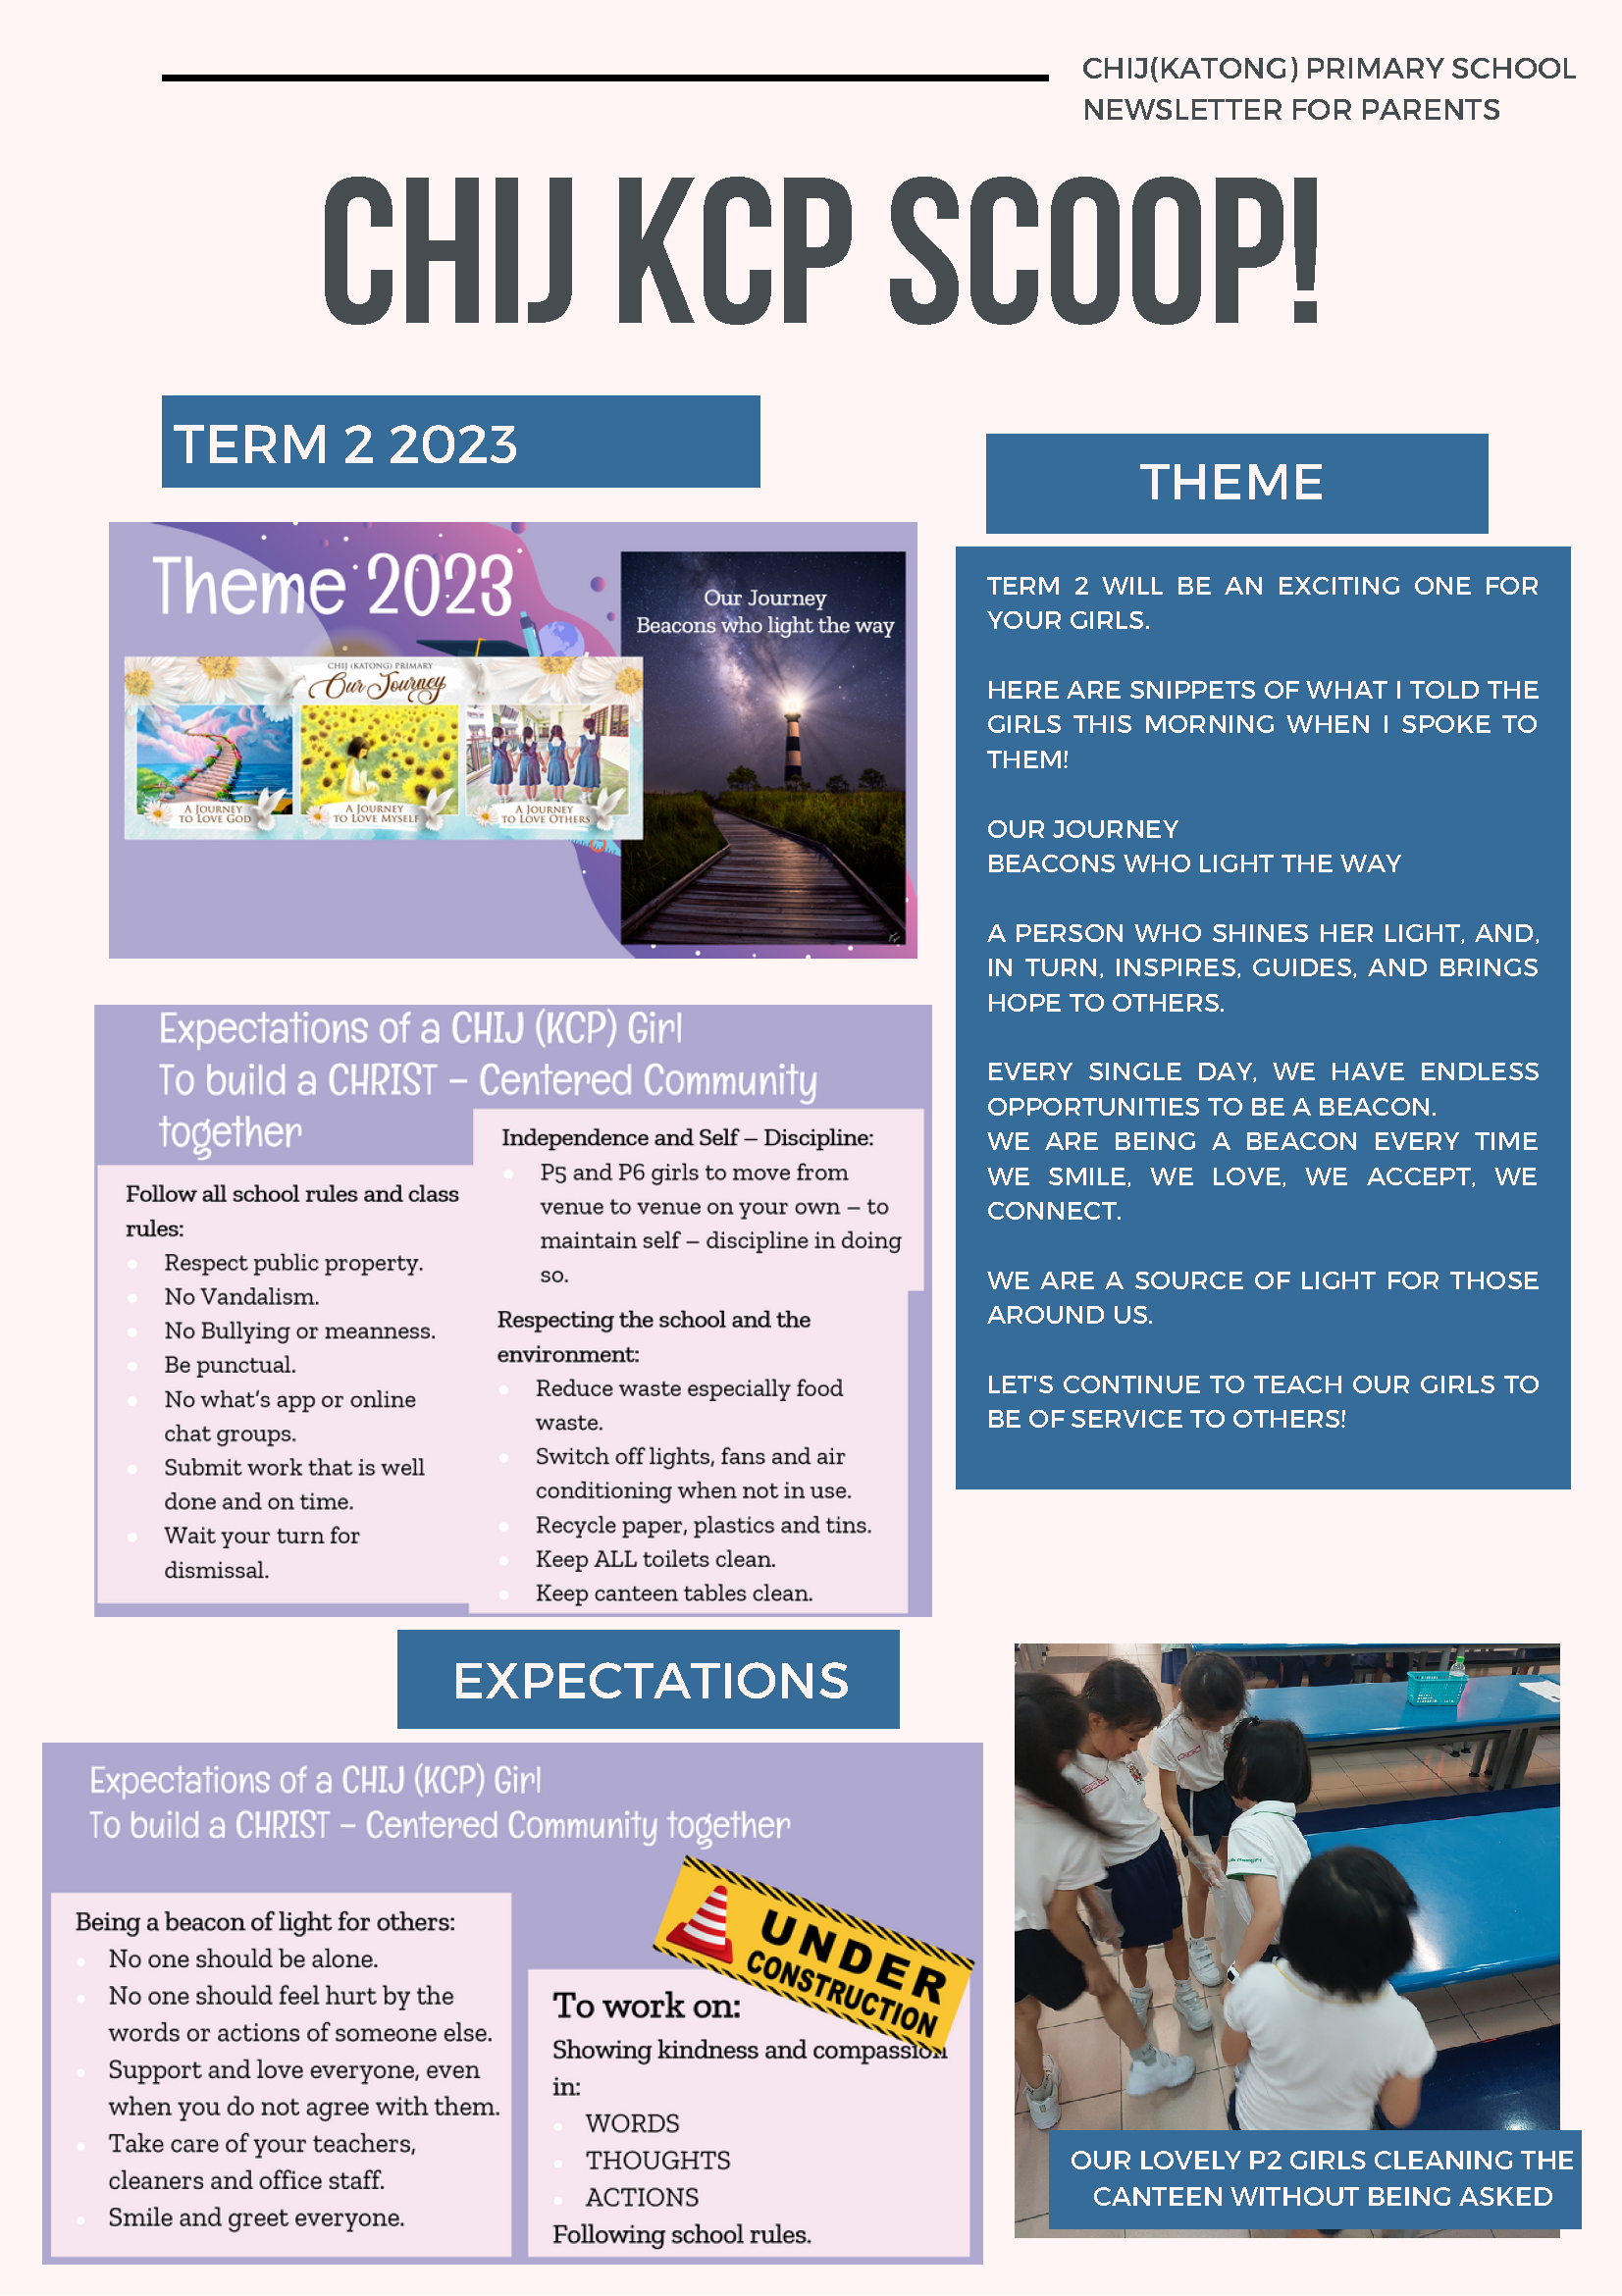 CHIJ(KATONG) PRIMARY SCHOOL
NEWSLETTER FOR PARENTS
CHIJ KCP SCOOP!
TERM 2 2023
Theme 2023
Our Journey
Beacons who light the way
CHIJ (KATONG) PRIMARY
Our Journey
A JOURNEY
TO LOVE GOD
A JOURNEY
TO LOVE MYSELF
A JOURNEY
TO LOVE OTHERS
THEME
TERM 2 WILL BE AN EXCITING ONE FOR
YOUR GIRLS.
HERE ARE SNIPPETS OF WHAT I TOLD THE
GIRLS THIS MORNING WHEN I SPOKE TO
THEM!
OUR JOURNEY
BEACONS WHO LIGHT THE WAY
A PERSON WHO SHINES HER LIGHT, AND,
IN TURN, INSPIRES, GUIDES, AND BRINGS
HOPE TO OTHERS.
EVERY SINGLE DAY, WE HAVE ENDLESS
OPPORTUNITIES TO BE A BEACON.
WE ARE BEING A BEACON EVERY TIME
WE SMILE, WE LOVE, WE ACCEPT, WE
CONNECT.
WE ARE A SOURCE OF LIGHT FOR THOSE
AROUND US.
LET'S CONTINUE TO TEACH OUR GIRLS TO
BE OF SERVICE TO OTHERS!
Expectations of a CHIJ (KCP) Girl
To build a CHRIST – Centered Community
together
Follow all school rules and class
rules:
Respect public property.
No Vandalism.
No Bullying or meanness.
Be punctual.
No what's app or online
chat groups.
Submit work that is well
done and on time.
Wait your turn for
dismissal.
Independence and Self – Discipline:
P5 and P6 girls to move from
venue to venue on your own – to
maintain self – discipline in doing
so.
Respecting the school and the
environment:
Reduce waste especially food
waste.
Switch off lights, fans and air
conditioning when not in use.
Recycle paper, plastics and tins.
Keep ALL toilets clean.
Keep canteen tables clean.
EXPECTATIONS
Expectations of a CHIJ (KCP) Girl
To build a CHRIST – Centered Community together
Being a beacon of light for others:
No one should be alone.
No one should feel hurt by the
words or actions of someone else.
Support and love everyone, even
when you do not agree with them.
Take care of your teachers,
cleaners and office staff.
Smile and greet everyone.
UNDER
CONSTRUCTION
To work on:
Showing kindness and compassion
in:
WORDS
THOUGHTS
ACTIONS
Following school rules.
OUR LOVELY P2 GIRLS CLEANING THE
CANTEEN WITHOUT BEING ASKED